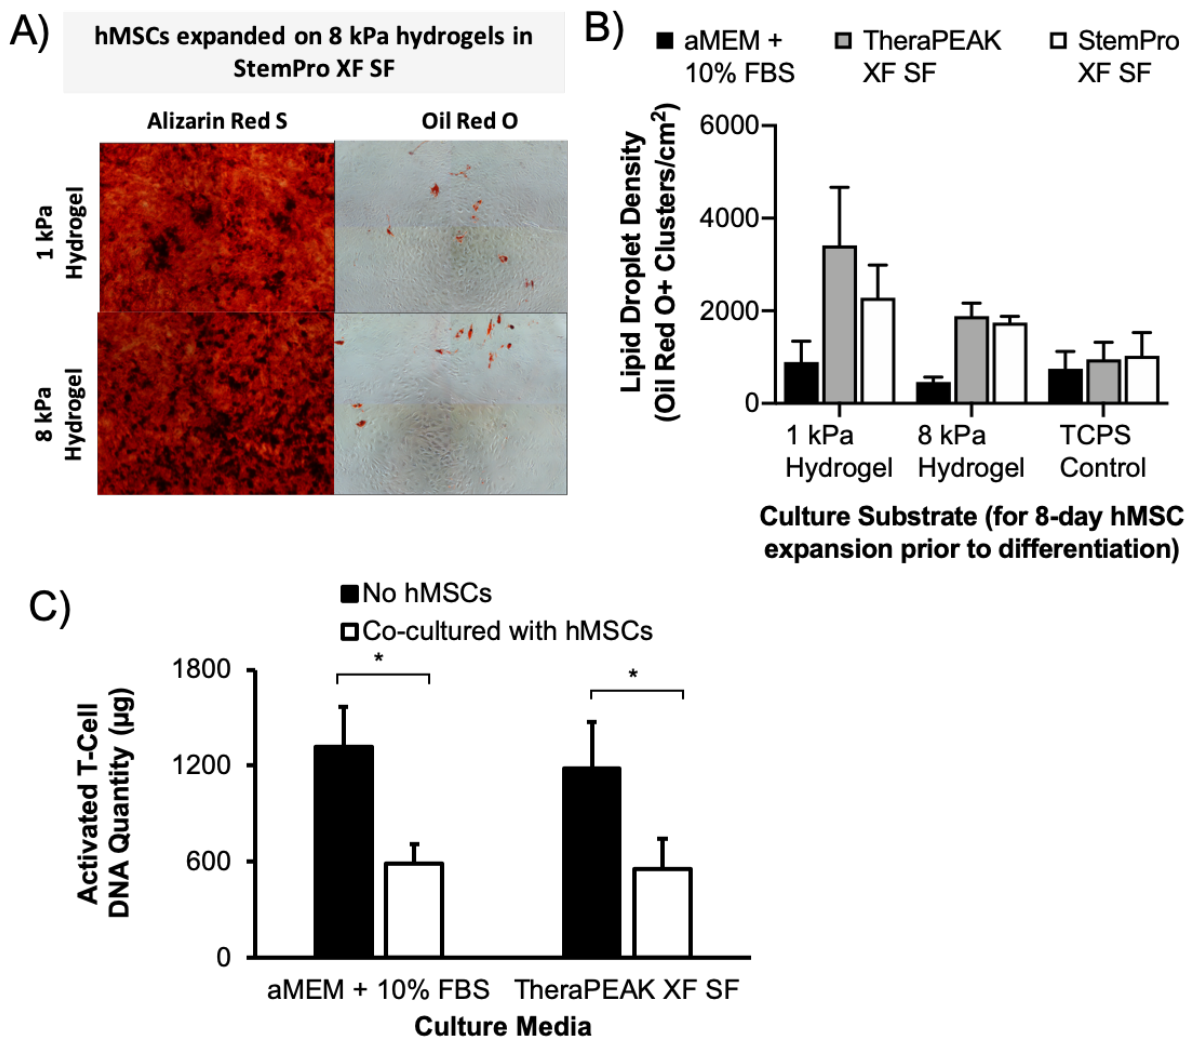 A)
hMSCs expanded on 8 kPa hydrogels in
StemPro XF SF
Alizarin Red S
Oil Red O
1 kPa
Hydrogel
8 kPa
Hydrogel
B)
aMEM +
10% FBS
TheraPEAK
XF SF
StemPro
XF SF
Lipid Droplet Density
(Oil Red O+ Clusters/cm²)
6000
4000
2000
0
1 kPa
Hydrogel
8 kPa
Hydrogel
TCPS
Control
Culture Substrate (for 8-day hMSC
expansion prior to differentiation)
C)
No hMSCs
Co-cultured with hMSCs
Activated T-Cell
DNA Quantity (µg)
1800
1200
600
0
*
*
aMEM + 10% FBS
TheraPEAK XF SF
Culture Media